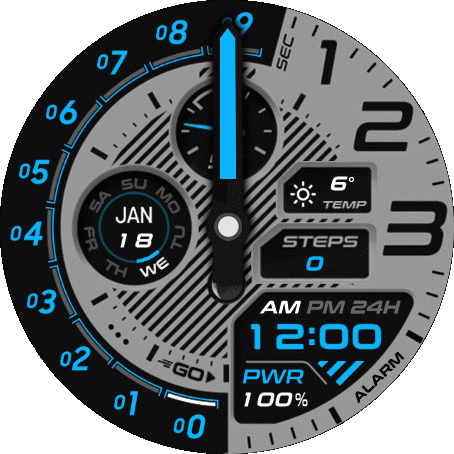 09
08
07
06
05
04
03
02
01
00
SEC
1
2
3
6°
TEMP
STEPS
0
SU
MO
TU
WE
TH
FR
SA
JAN
18
AM PM 24H
12:00
PWR
100%
GO
ALARM